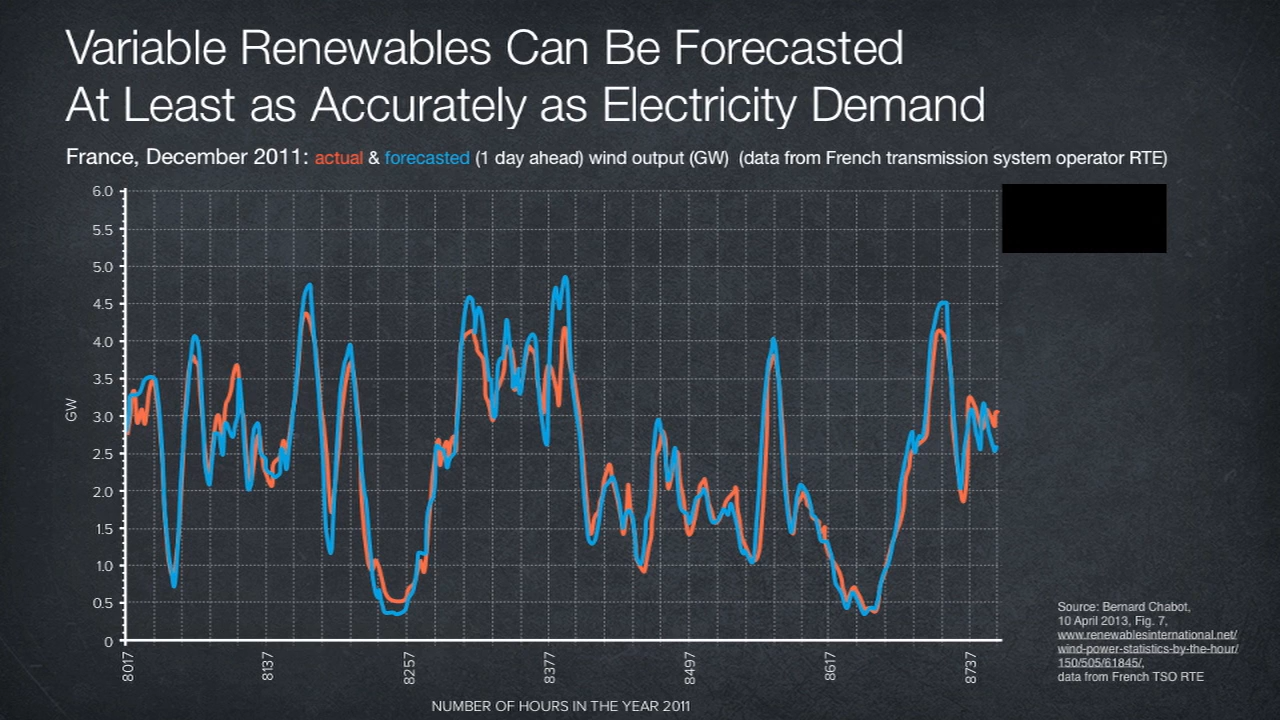 Variable Renewables Can Be Forecasted
At Least as Accurately as Electricity Demand
France, December 2011: actual & forecasted (1 day ahead) wind output (GW) (data from French transmission system operator RTE)
6.0
5.5
5.0
4.5
4.0
3.5
3.0
2.5
2.0
1.5
1.0
0.5
0
GW
8017
8137
8257
8377
8497
8617
8737
NUMBER OF HOURS IN THE YEAR 2011
Source: Bernard Chabot,
10 April 2013, Fig. 7,
www.renewablesinternational.net/
wind-power-statistics-by-the-hour/
150/505/61845/,
data from French TSO RTE